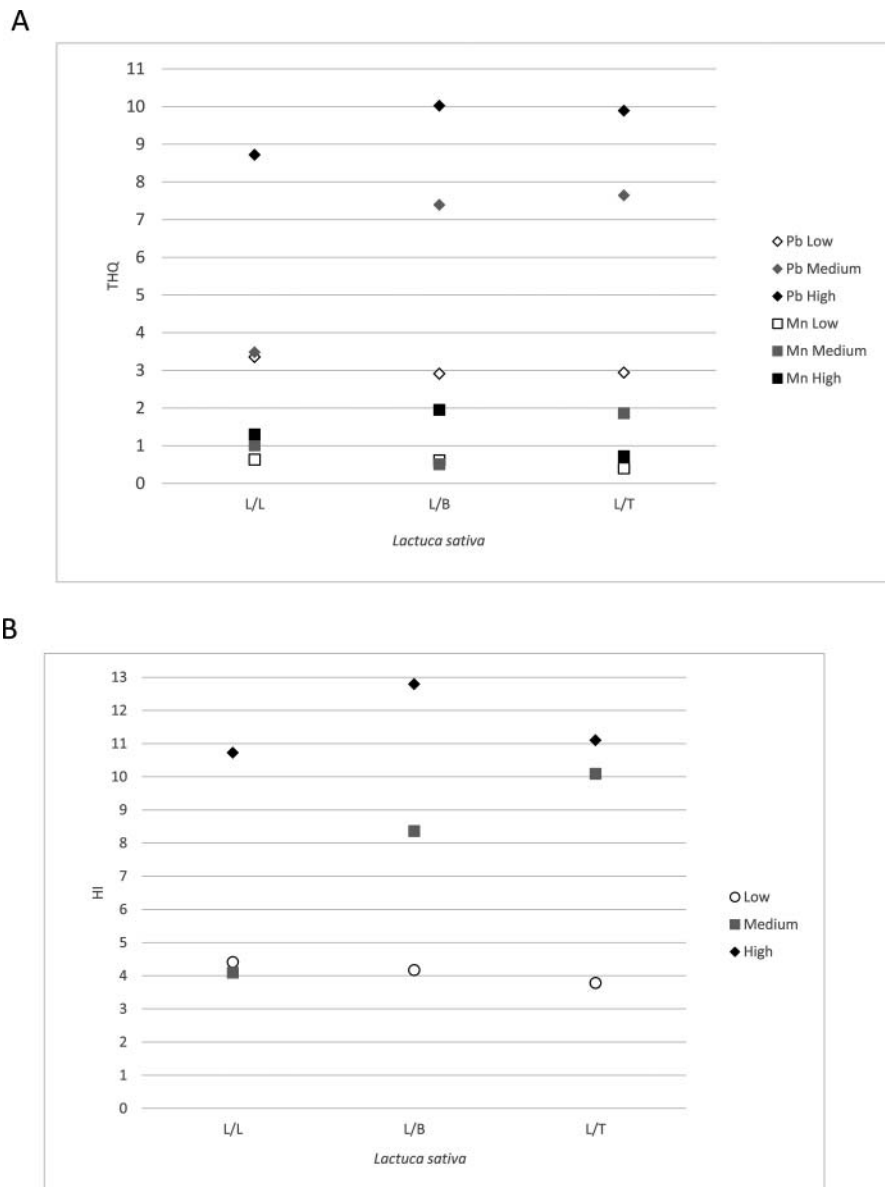 A
11
10
9
8
7
6
5
4
3
2
1
0
THQ
L/L L/B L/T
Lactuca sativa
Pb Low
Pb Medium
Pb High
Mn Low
Mn Medium
Mn High
B
13
12
11
10
9
8
7
6
5
4
3
2
1
0
HI
L/L L/B L/T
Lactuca sativa
Low
Medium
High